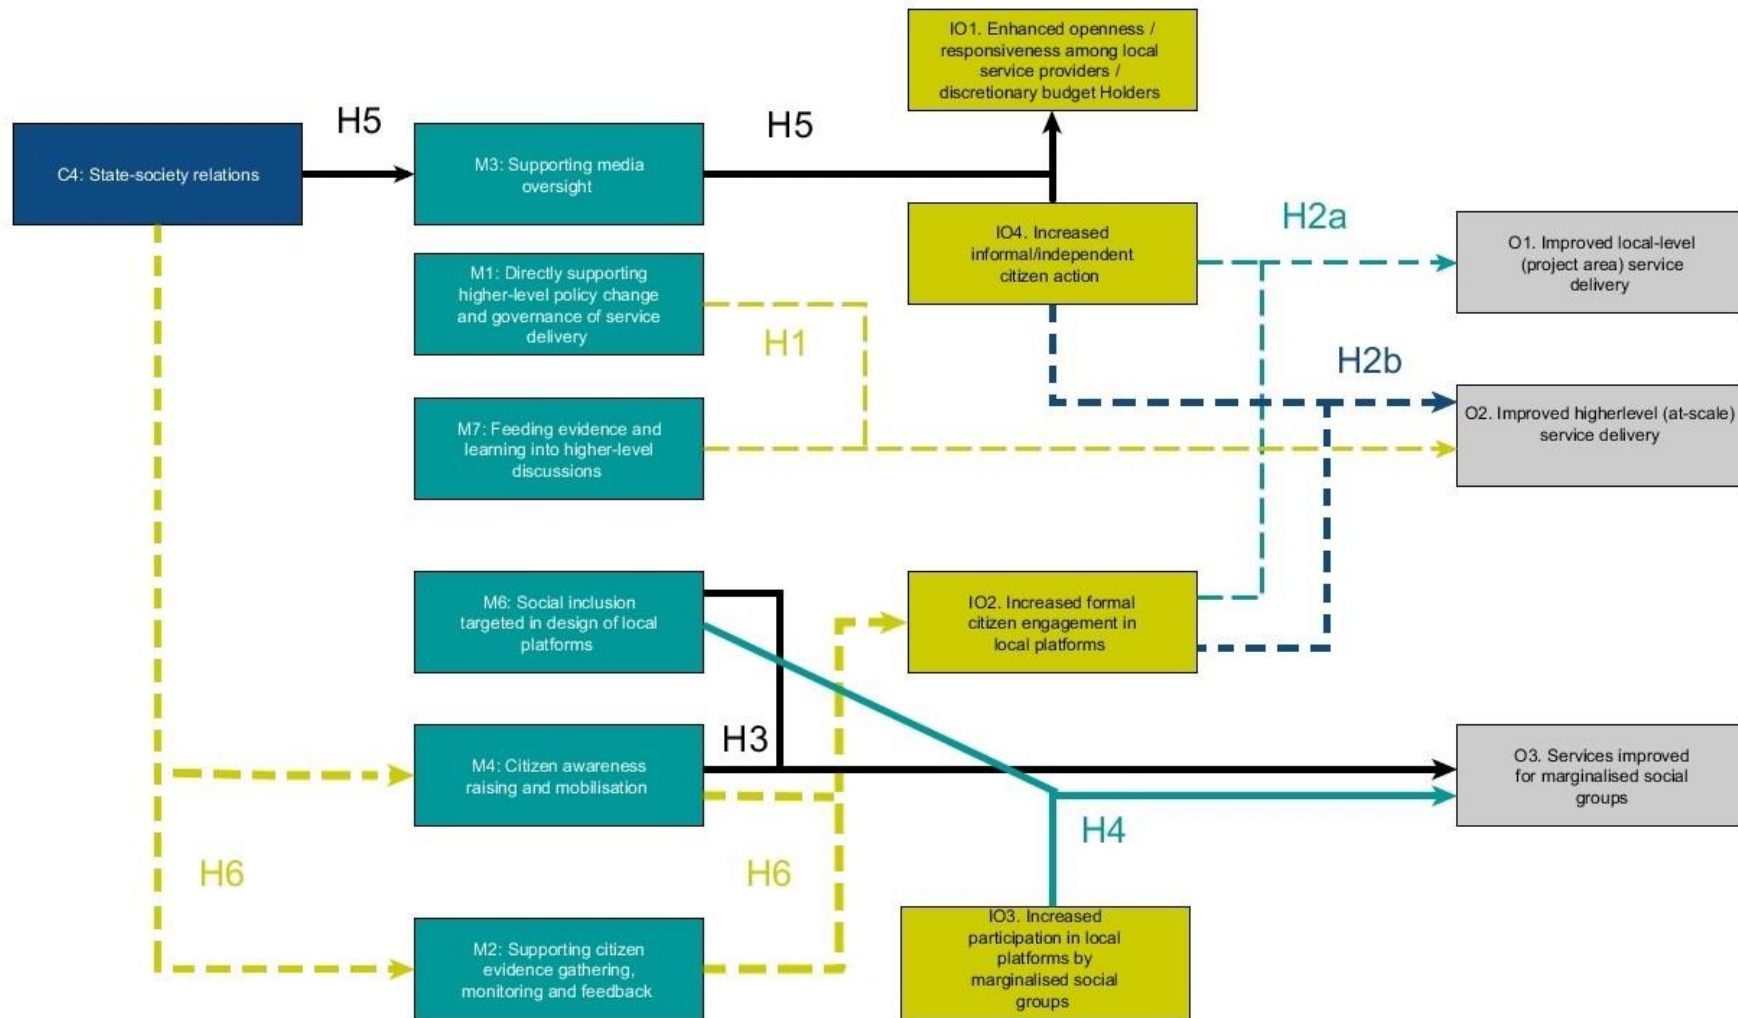 IO1. Enhanced openness /
responsiveness among local
service providers /
discretionary budget Holders
H5
H5
C4: State-society relations
M3: Supporting media
oversight
IO4. Increased
informal/independent
citizen action
H2a
O1. Improved local-level
(project area) service
delivery
M1: Directly supporting
higher-level policy change
and governance of service
delivery
H1
H2b
M7: Feeding evidence and
learning into higher-level
discussions
O2. Improved higherlevel (at-scale)
service delivery
M6: Social inclusion
targeted in design of local
platforms
IO2. Increased formal
citizen engagement in
local platforms
H3
M4: Citizen awareness
raising and mobilisation
O3. Services improved
for marginalised social
groups
H4
H6
H6
M2: Supporting citizen
evidence gathering,
monitoring and feedback
IO3. Increased
participation in local
platforms by
marginalised social
groups